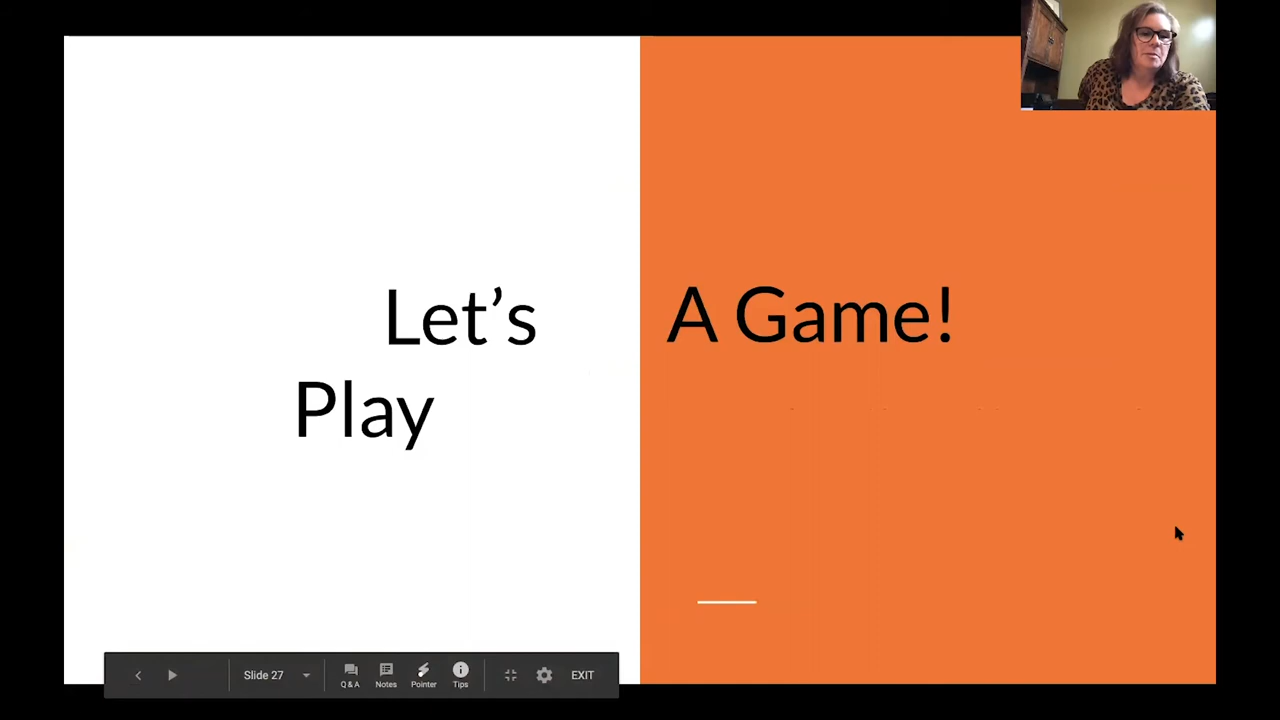 Let's
Play
A Game!
Slide 27
Q & A
Notes
Pointer
Tips
EXIT